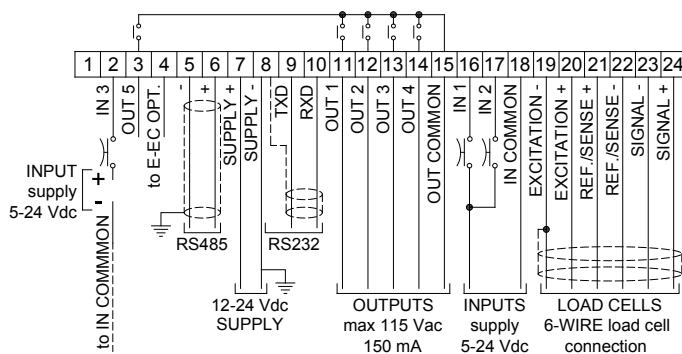 1 2 3 4 5 6 7 8 9 10 11 12 13 14 15 16 17 18 19 20 21 22 23 24
IN 3
OUT 5
to E-EC OPT.
-
+
SUPPLY +
SUPPLY -
TXD
RXD
OUT 1
OUT 2
OUT 3
OUT 4
OUT COMMON
IN 1
IN 2
IN COMMON
EXCITATION -
EXCITATION +
REF./SENSE +
REF./SENSE -
SIGNAL -
SIGNAL +
INPUT
supply
5-24 Vdc
+
-
to IN COMMMON
RS485
RS232
12-24 Vdc
SUPPLY
OUTPUTS
max 115 Vac
150 mA
INPUTS
supply
5-24 Vdc
LOAD CELLS
6-WIRE load cell
connection